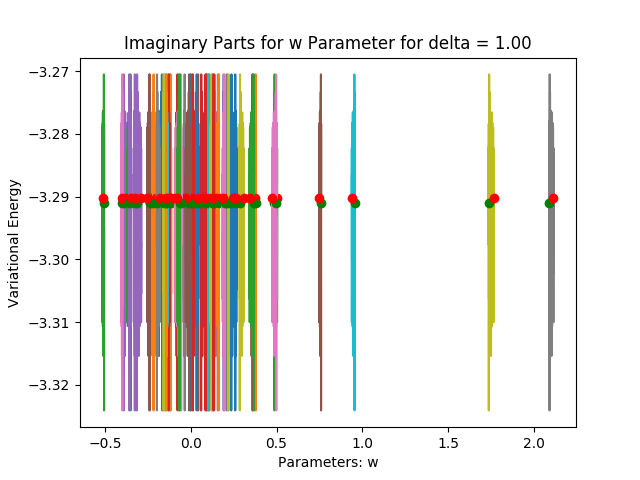 Imaginary Parts for w Parameter for delta = 1.00
−3.27
−3.28
−3.29
−3.30
−3.31
−3.32
Variational Energy
−0.5 0.0 0.5 1.0 1.5 2.0
Parameters: w